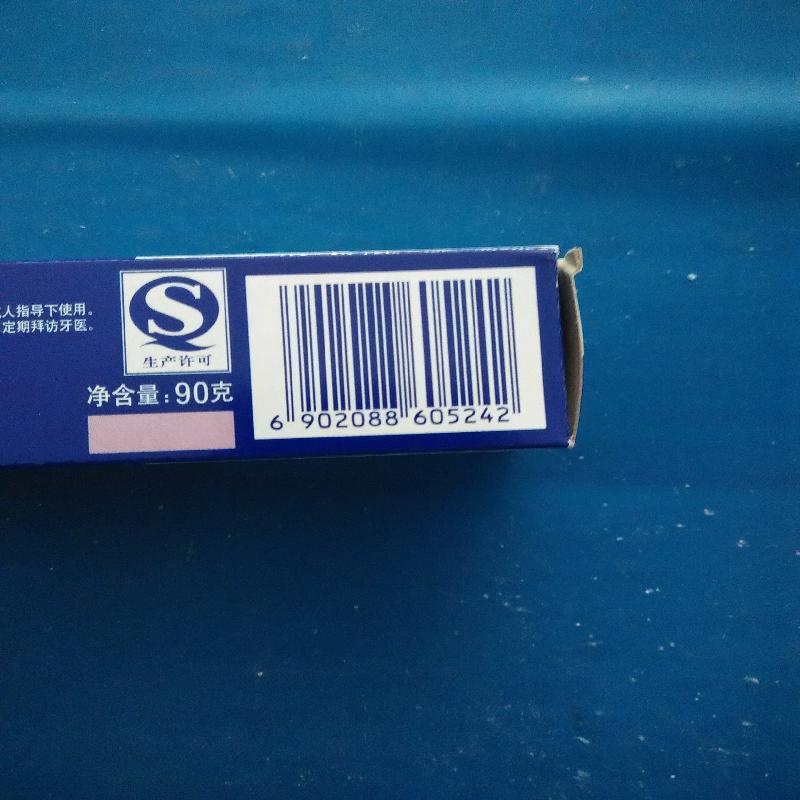 人指导下使用。
定期拜访牙医。
QS
生产许可
净含量:90克
6 902088 605242